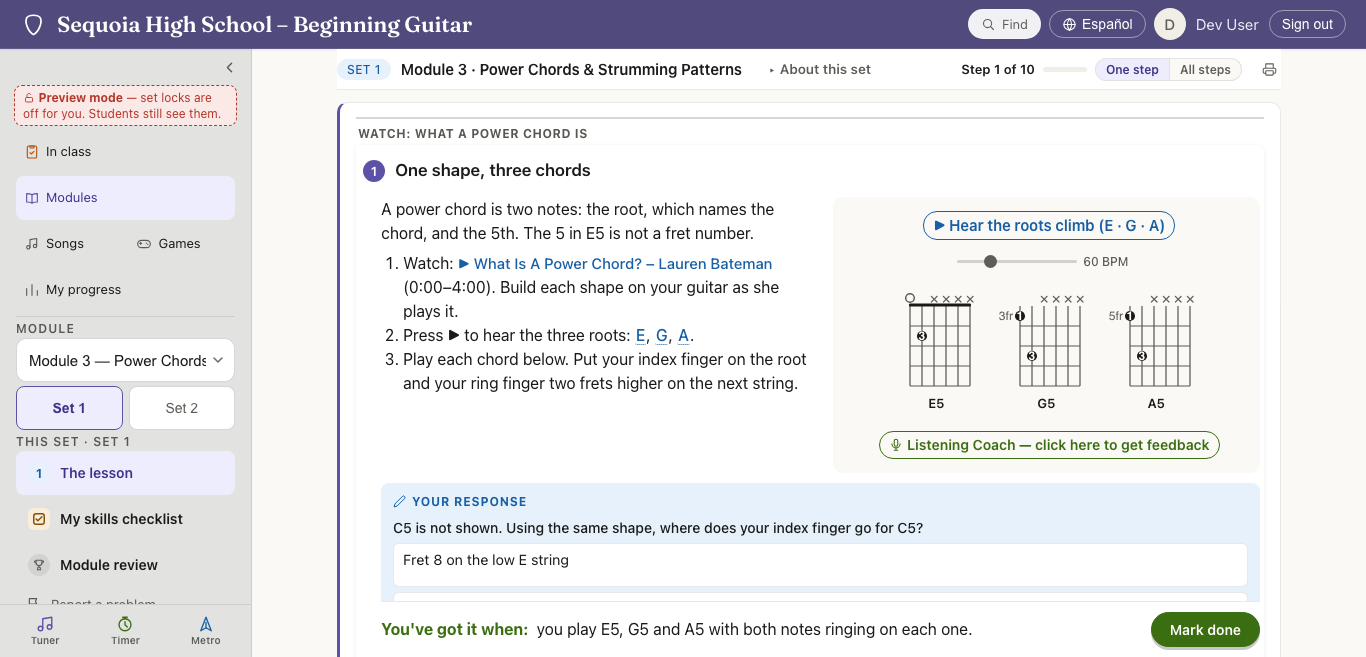 Sequoia High School – Beginning Guitar
Find
Español
D
Dev User
Sign out
Preview mode — set locks are
off for you. Students still see them.
In class
Modules
Songs
Games
My progress
MODULE
Module 3 — Power Chords
Set 1
Set 2
THIS SET · SET 1
1
The lesson
My skills checklist
Module review
Report a problem
Tuner
Timer
Metro
SET 1
Module 3 · Power Chords & Strumming Patterns
About this set
Step 1 of 10
One step
All steps
WATCH: WHAT A POWER CHORD IS
1 One shape, three chords
A power chord is two notes: the root, which names the
chord, and the 5th. The 5 in E5 is not a fret number.
1. Watch: ▶ What Is A Power Chord? – Lauren Bateman
(0:00–4:00). Build each shape on your guitar as she
plays it.
2. Press ▶ to hear the three roots: E, G, A.
3. Play each chord below. Put your index finger on the root
and your ring finger two frets higher on the next string.
▶ Hear the roots climb (E · G · A)
60 BPM
○ ××××
3
E5
××××
3fr 1
3
G5
××××
5fr 1
3
A5
Listening Coach — click here to get feedback
YOUR RESPONSE
C5 is not shown. Using the same shape, where does your index finger go for C5?
Fret 8 on the low E string
You've got it when: you play E5, G5 and A5 with both notes ringing on each one.
Mark done